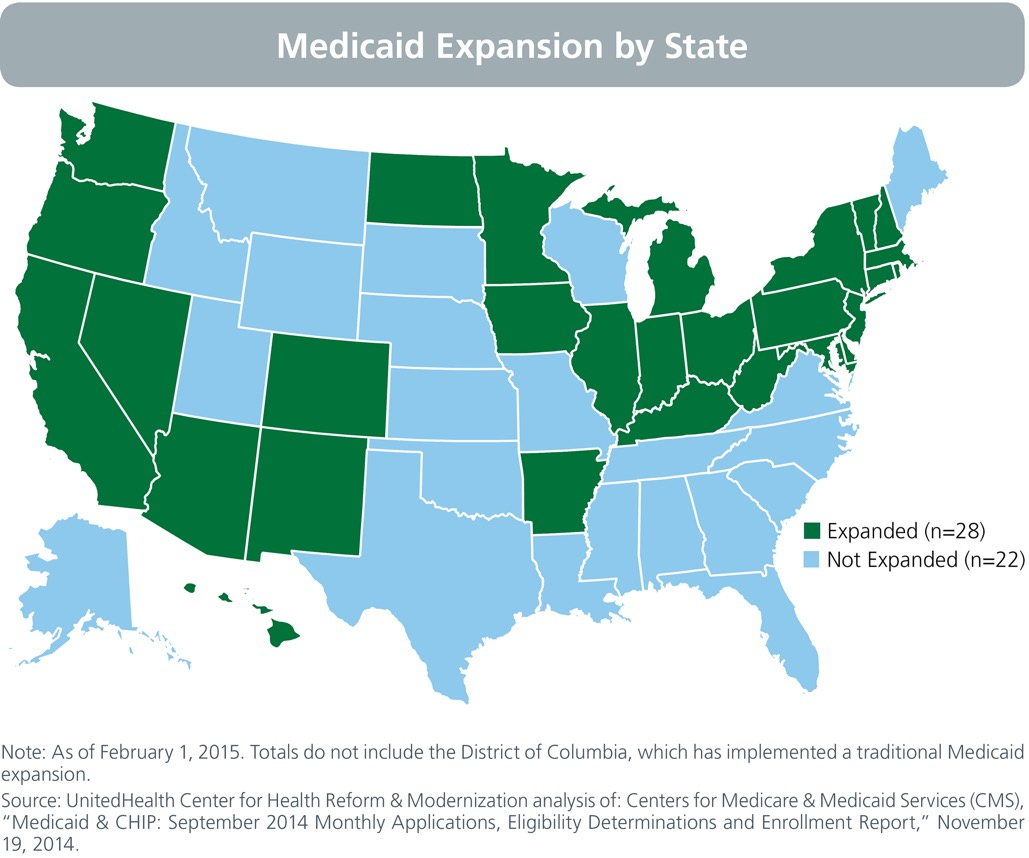 Medicaid Expansion by State
Expanded (n=28)
Not Expanded (n=22)
Note: As of February 1, 2015. Totals do not include the District of Columbia, which has implemented a traditional Medicaid
expansion.
Source: UnitedHealth Center for Health Reform & Modernization analysis of: Centers for Medicare & Medicaid Services (CMS),
“Medicaid & CHIP: September 2014 Monthly Applications, Eligibility Determinations and Enrollment Report,” November
19, 2014.